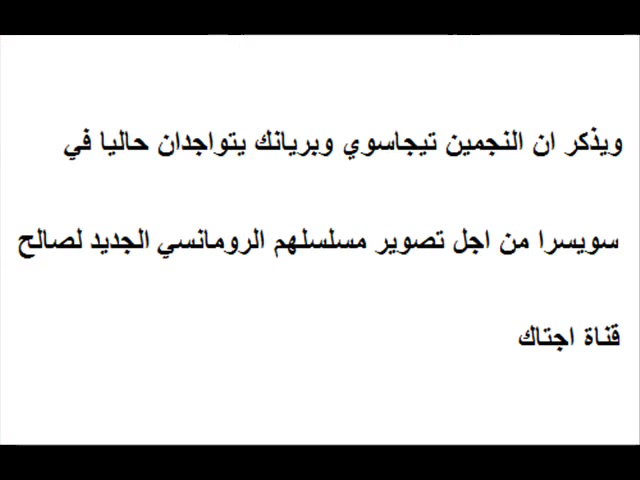 ويذكر ان النجمين تيجاسوي وبريانك يتواجدان حاليا في
سويسرا من اجل تصوير مسلسلهم الرومانسي الجديد لصالح
قناة اجتاك